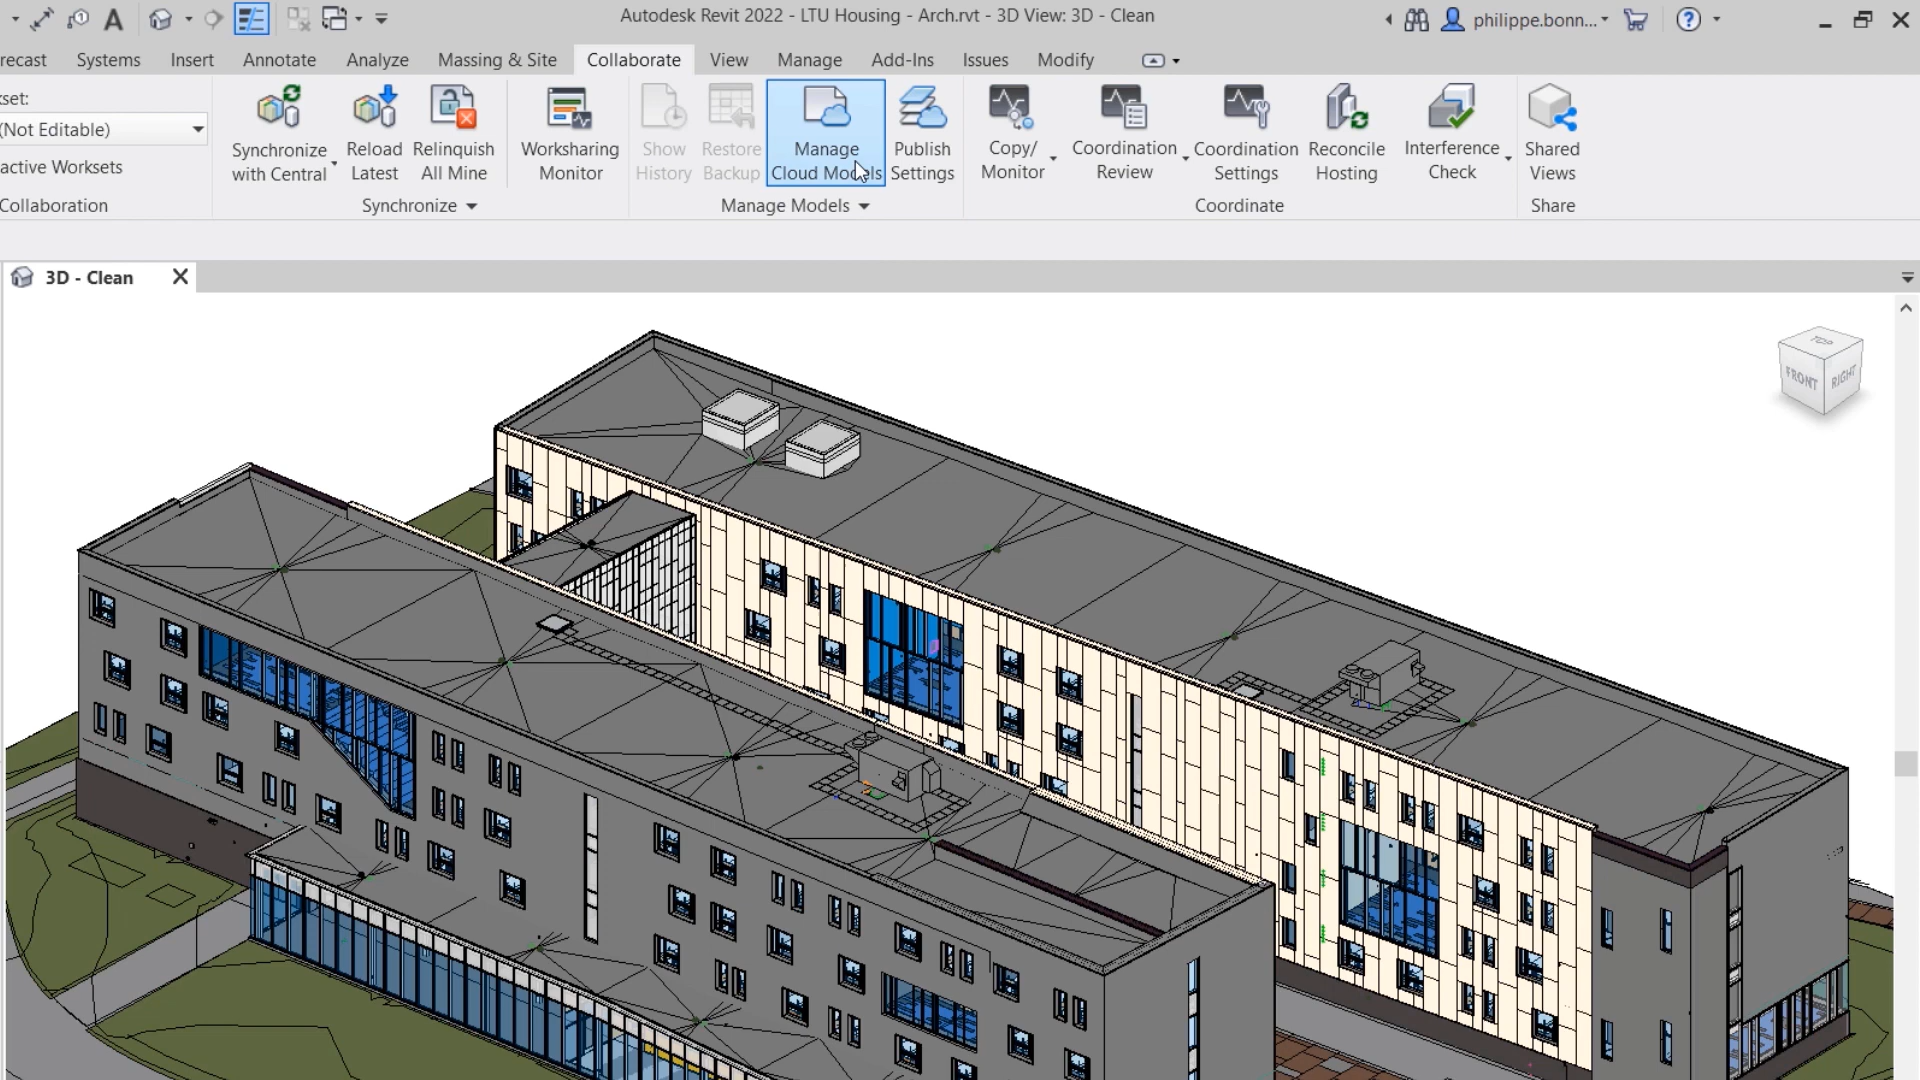 Autodesk Revit 2022 - LTU Housing - Arch.rvt - 3D View: 3D - Clean
philippe.bonn...
recast Systems Insert Annotate Analyze Massing & Site Collaborate View Manage Add-Ins Issues Modify
set:
(Not Editable)
active Worksets
Collaboration
Synchronize
with Central
Reload
Latest
Relinquish
All Mine
Synchronize
Worksharing
Monitor
Show
History
Restore
Backup
Manage
Cloud Models
Publish
Settings
Manage Models
Copy/
Monitor
Coordination
Review
Coordination
Settings
Reconcile
Hosting
Interference
Check
Coordinate
Shared
Views
Share
3D - Clean
TOP
FRONT
RIGHT